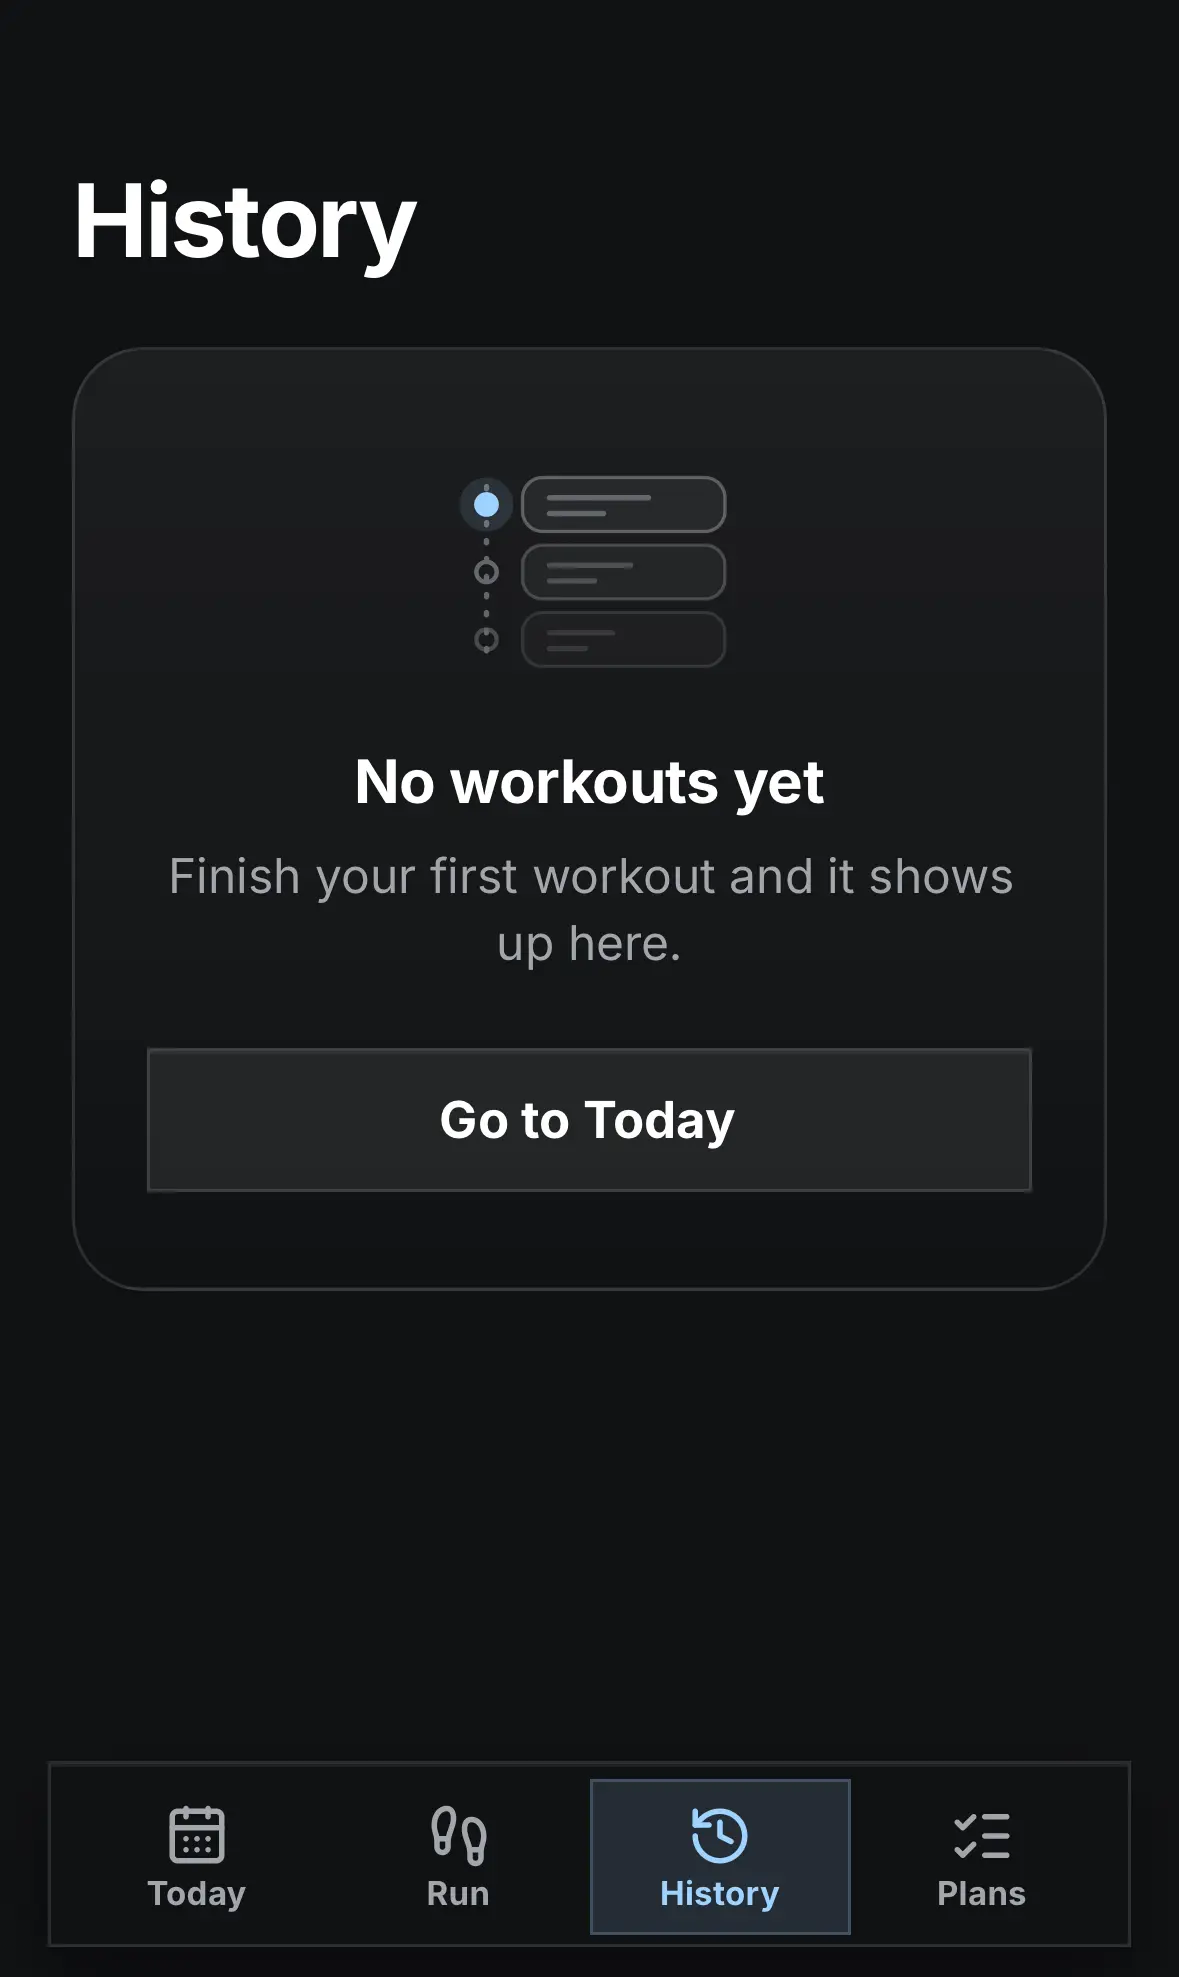 History
No workouts yet
Finish your first workout and it shows
up here.
Go to Today
Today
Run
History
Plans